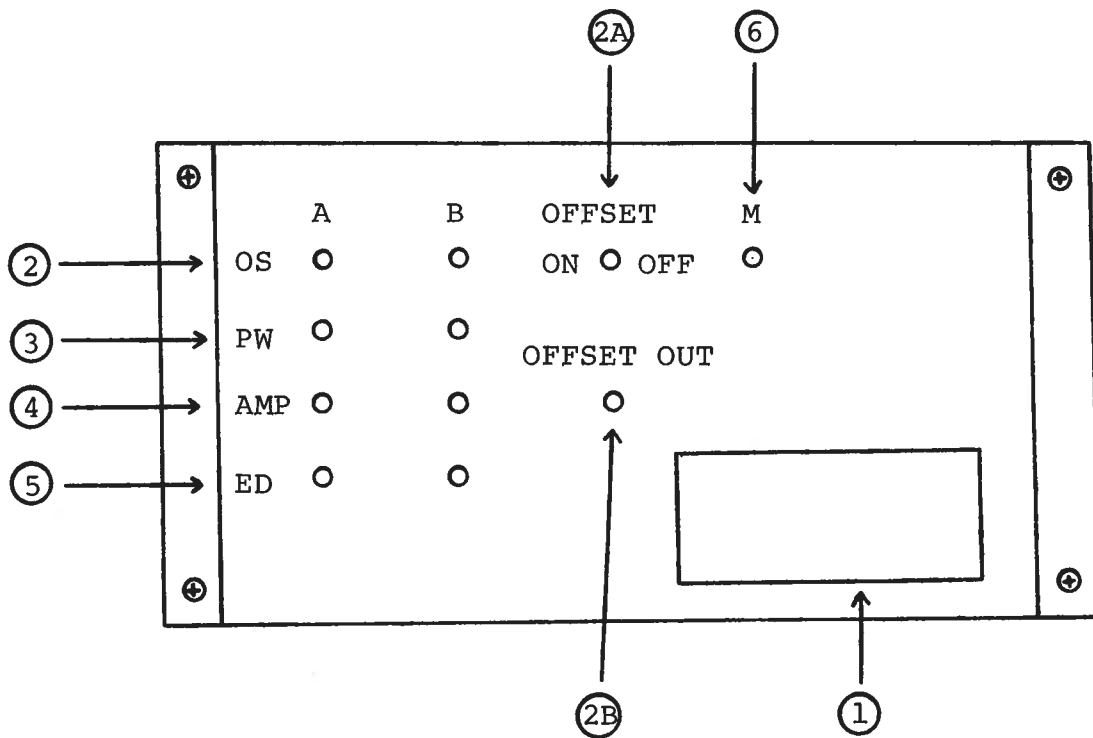 2A 6
A B OFFSET M
2 OS ON OFF
3 PW
OFFSET OUT
4 AMP
5 ED
2B 1